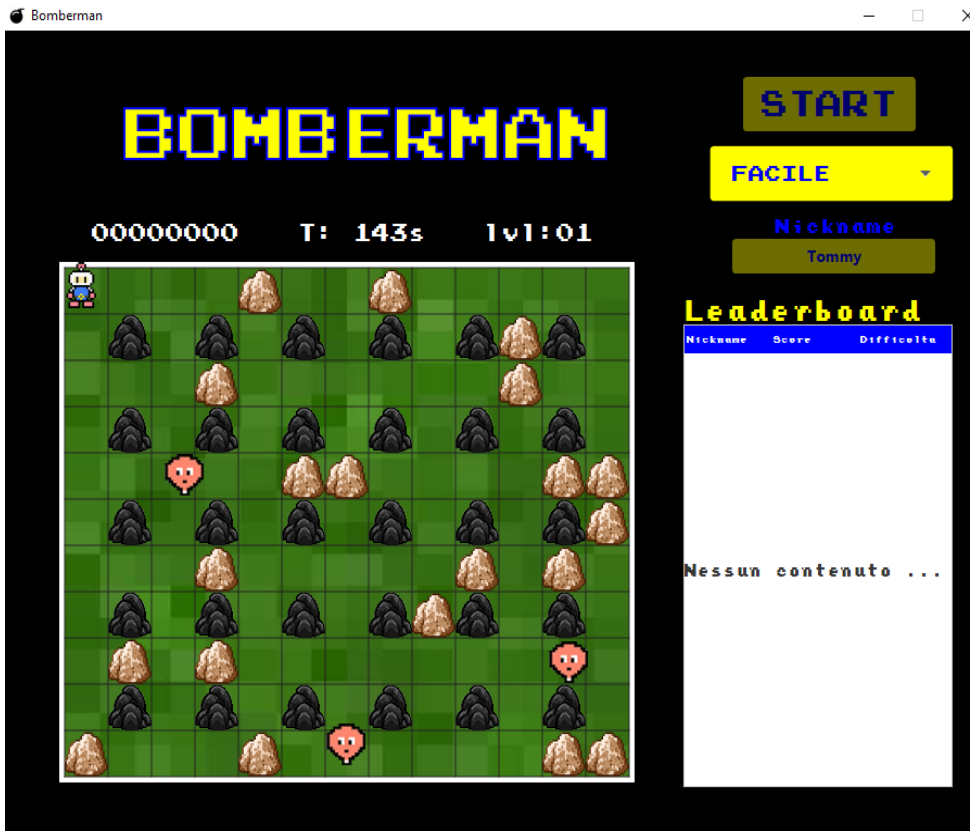 Bomberman
BOMBERMAN
START
FACILE
00000000 T: 143s lvl:01
Nickname
Tommy
Leaderboard
Nickname Score Difficolta
Nessun contenuto ...